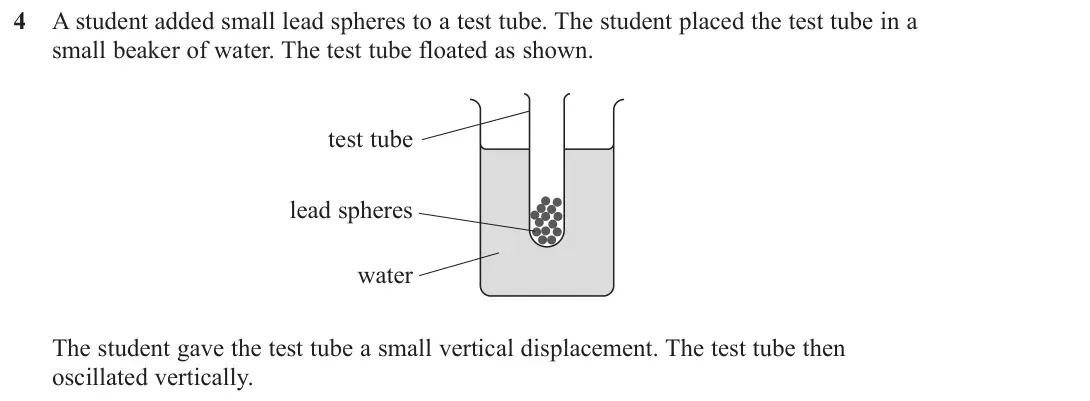 4 A student added small lead spheres to a test tube. The student placed the test tube in a
small beaker of water. The test tube floated as shown.
test tube
lead spheres
water
The student gave the test tube a small vertical displacement. The test tube then
oscillated vertically.